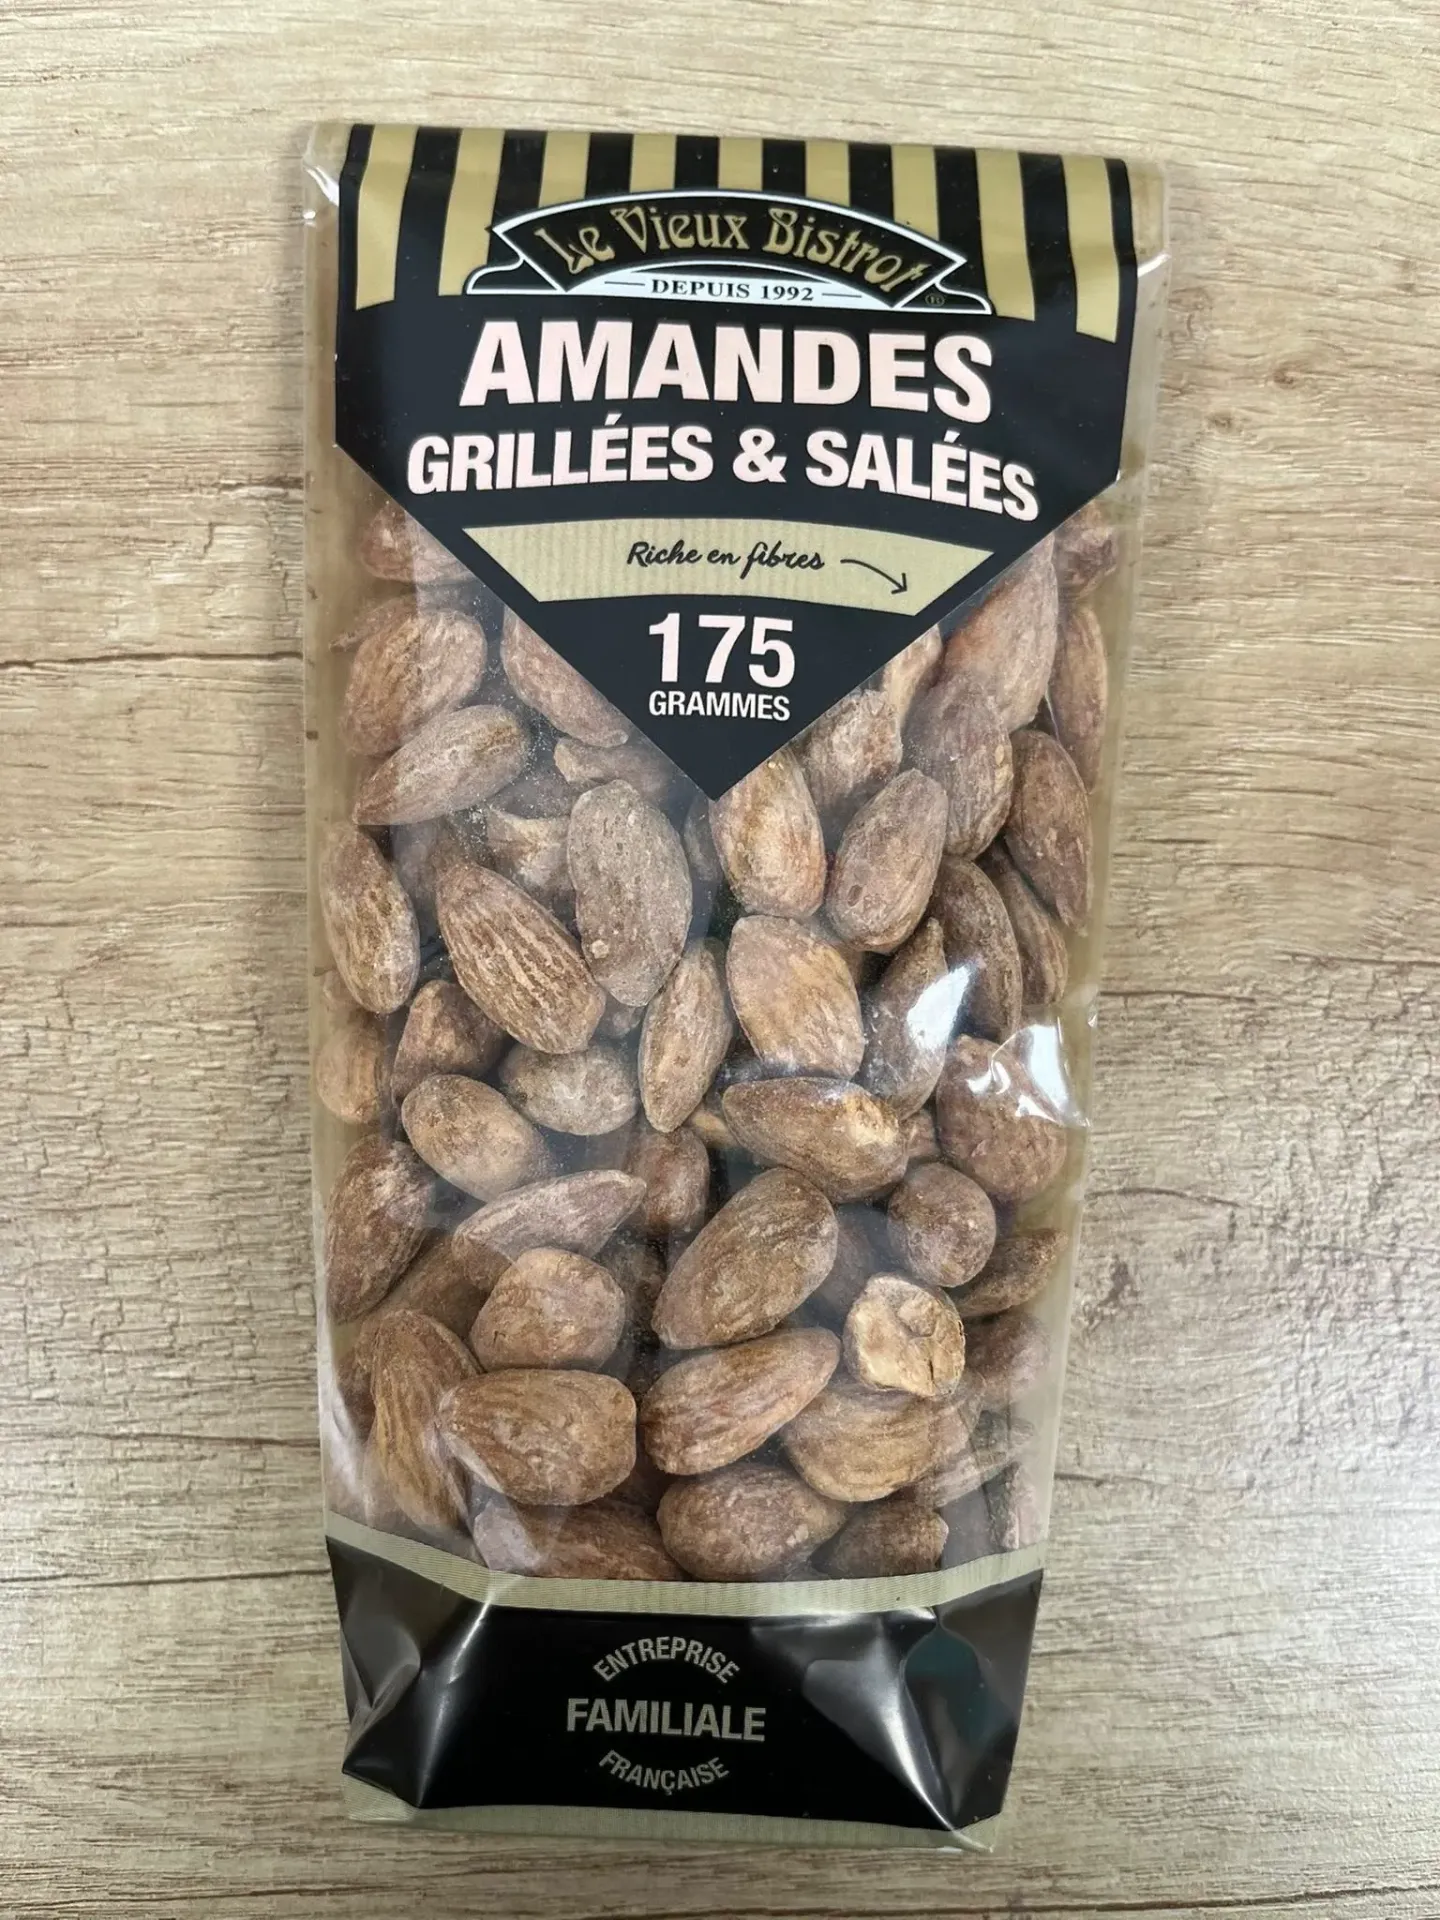 Le Vieux Bistrot ®
DEPUIS 1992
AMANDES
GRILLÉES & SALÉES
Riche en fibres
175
GRAMMES
ENTREPRISE
FAMILIALE
FRANÇAISE